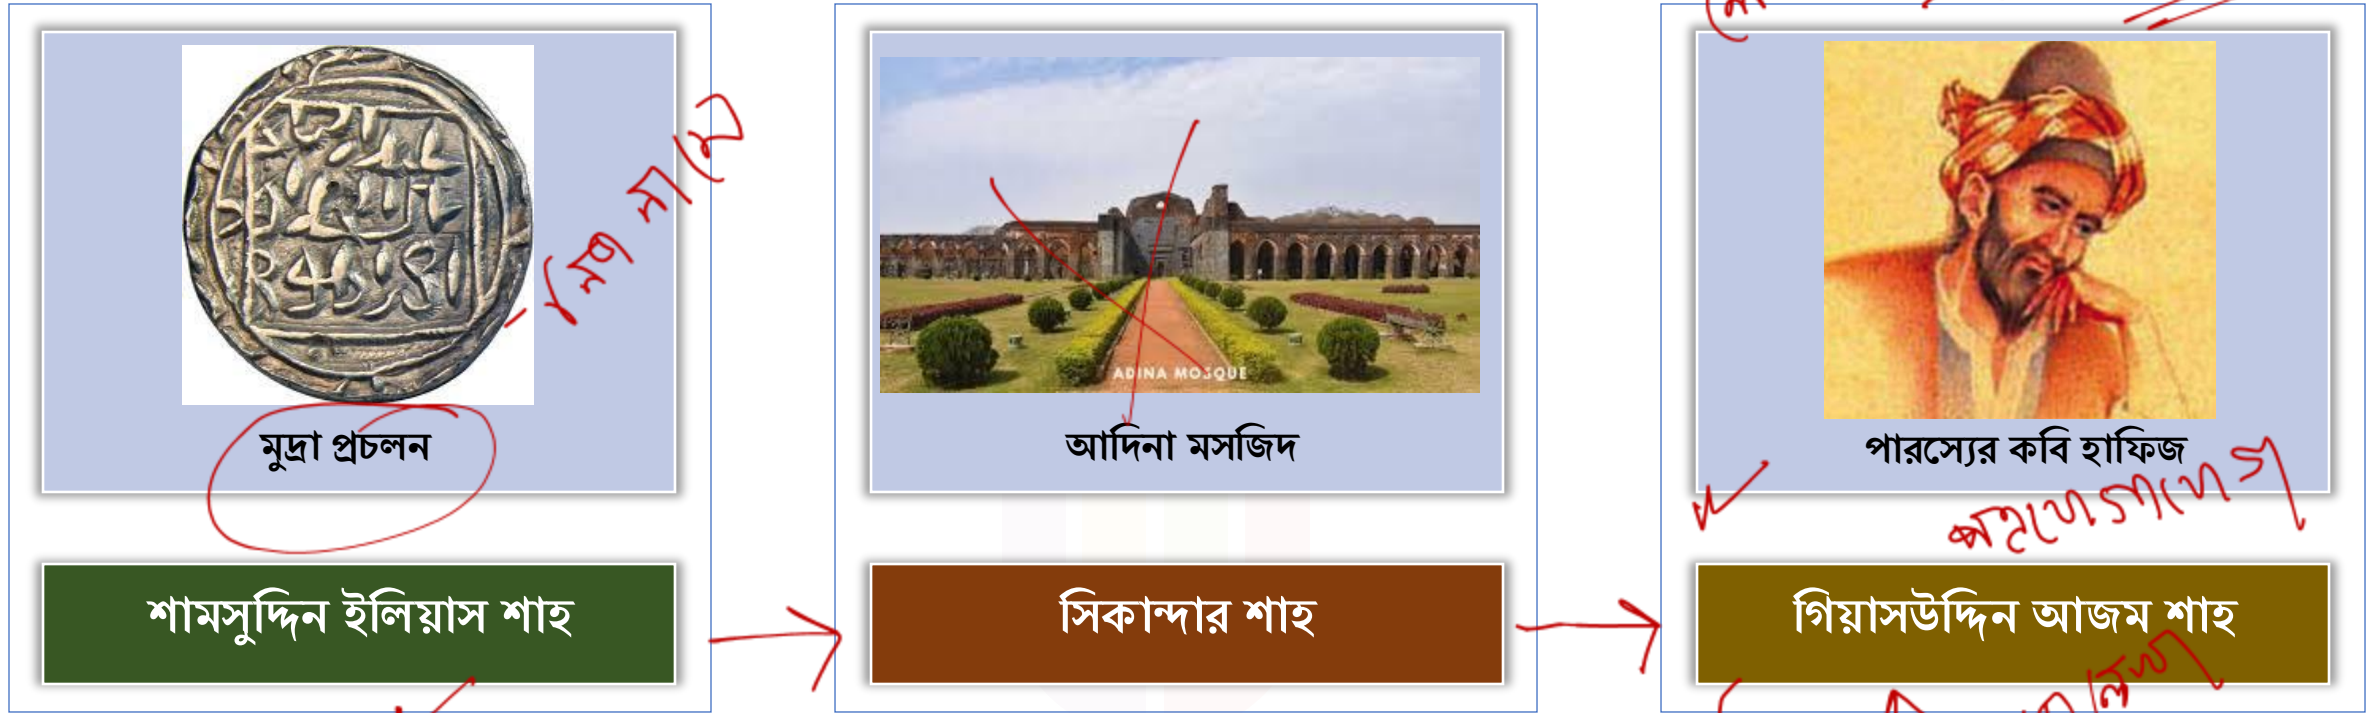 নিজ নামে
ADINA MOSQUE
মুদ্রা প্রচলন
আদিনা মসজিদ
পারস্যের কবি হাফিজ
শামসুদ্দিন ইলিয়াস শাহ
সিকান্দার শাহ
গিয়াসউদ্দিন আজম শাহ